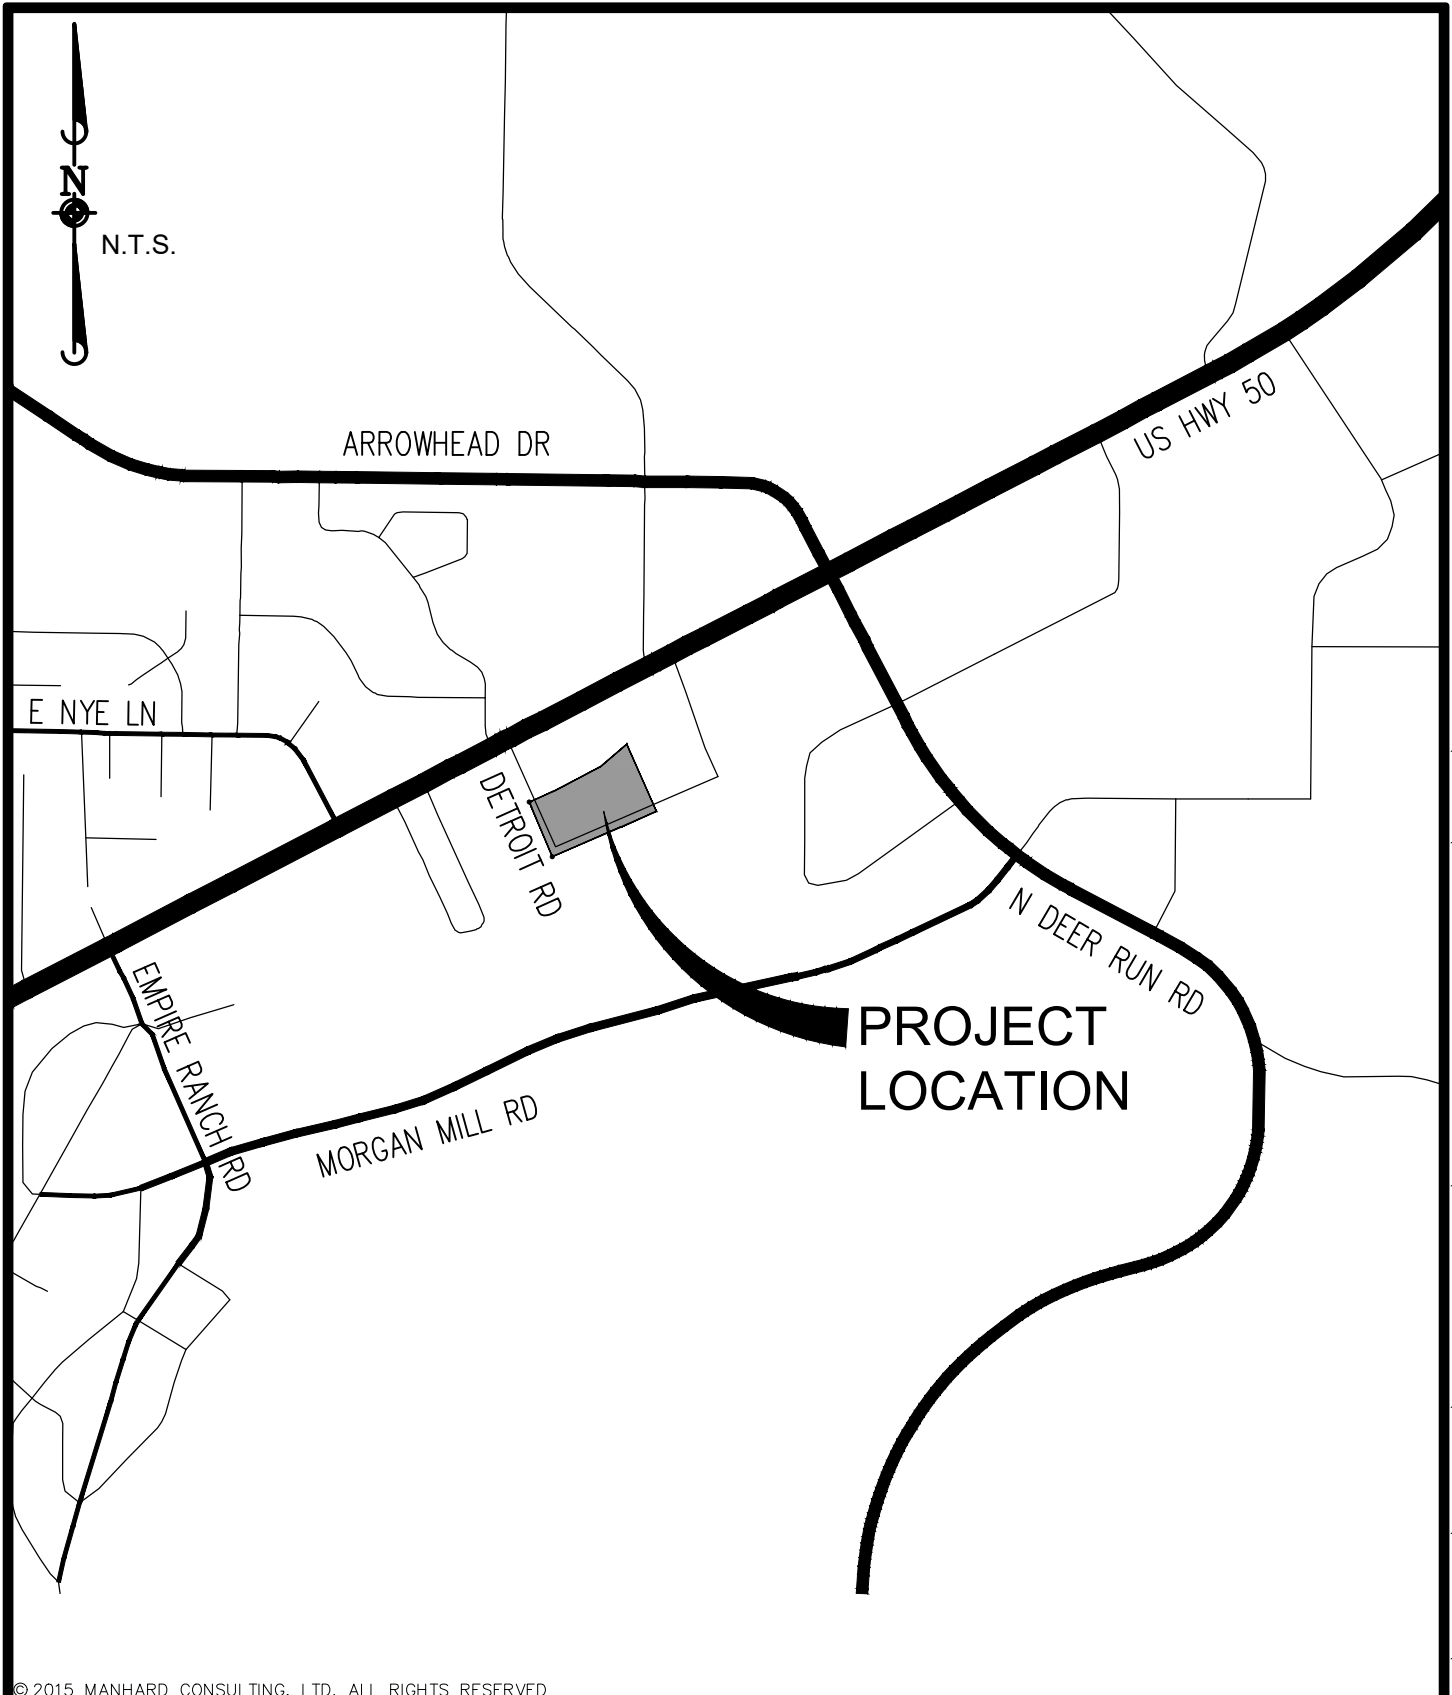 N
N.T.S.
ARROWHEAD DR
US HWY 50
E NYE LN
DETROIT RD
N DEER RUN RD
EMPIRE RANCH RD
PROJECT
LOCATION
MORGAN MILL RD
© 2015 MANHARD CONSULTING, LTD. ALL RIGHTS RESERVED